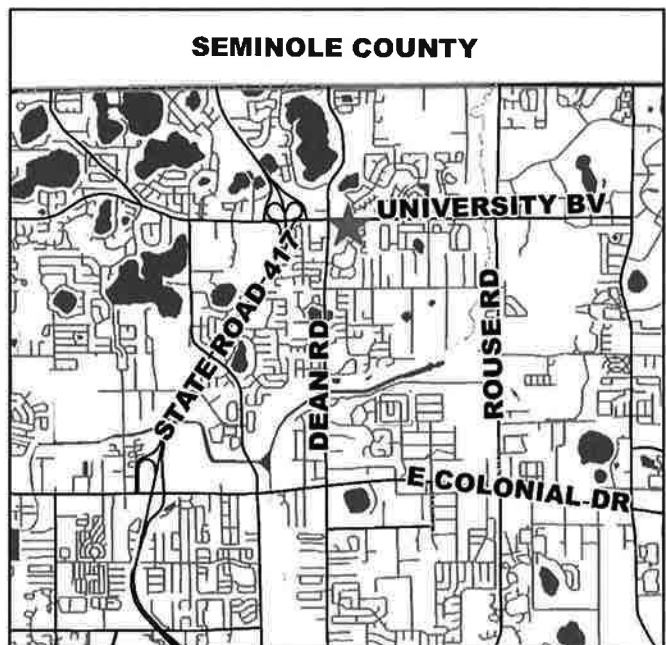 SEMINOLE COUNTY
UNIVERSITY BV
STATE ROAD 417
DEAN RD
ROUSE RD
E COLONIAL DR